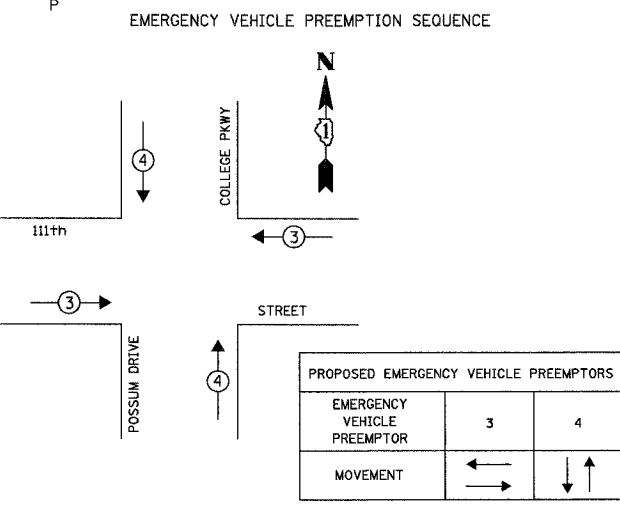 P
EMERGENCY VEHICLE PREEMPTION SEQUENCE
N
1
COLLEGE PKWY
4
111th
3
3
STREET
POSSUM DRIVE
4
PROPOSED EMERGENCY VEHICLE PREEMPTORS
EMERGENCY
VEHICLE
PREEMPTOR
3
4
MOVEMENT